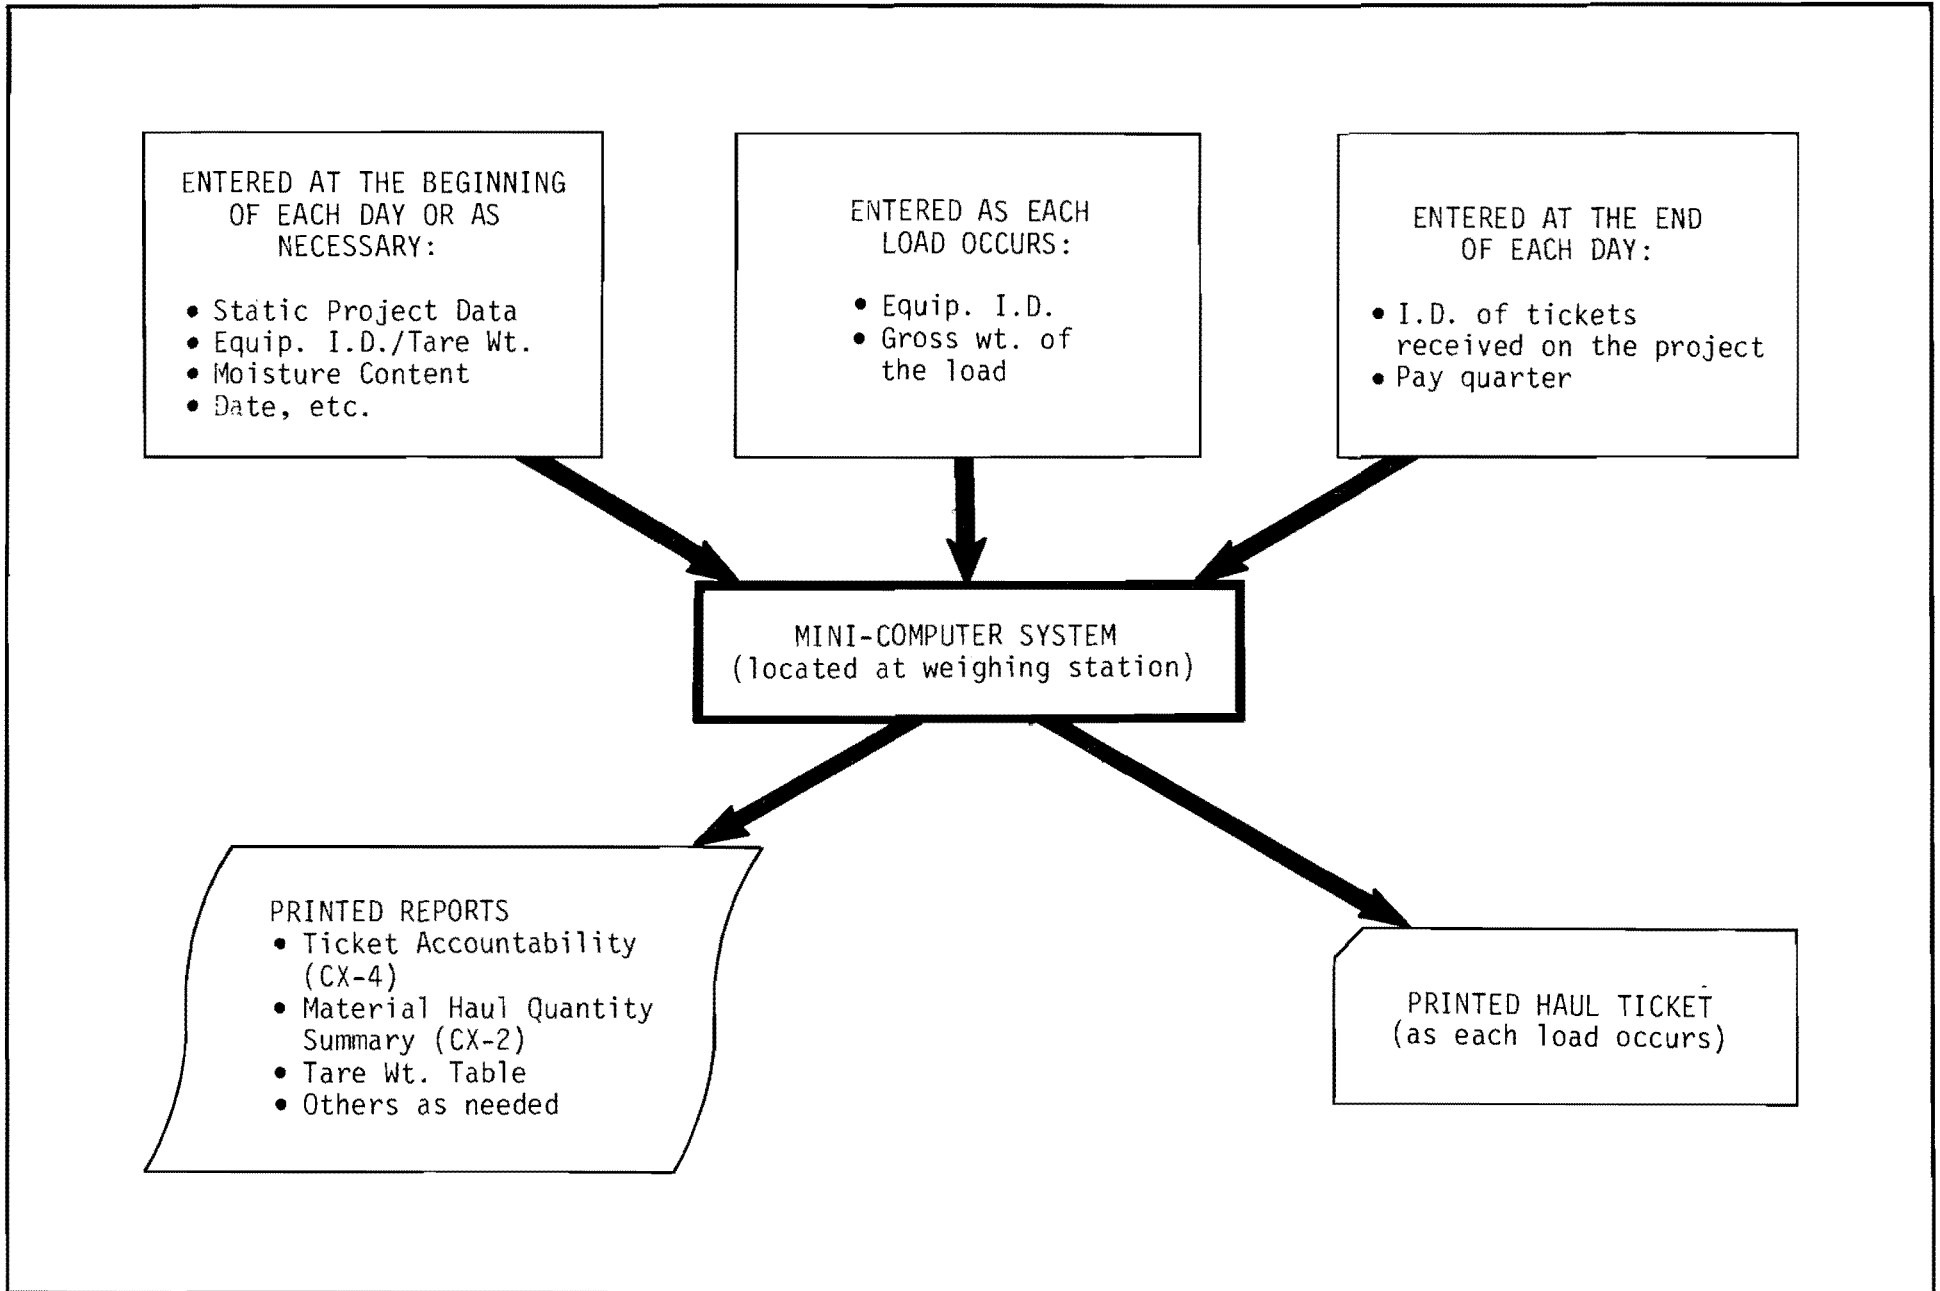 ENTERED AT THE BEGINNING
OF EACH DAY OR AS
NECESSARY:
• Static Project Data
• Equip. I.D./Tare Wt.
• Moisture Content
• Date, etc.
ENTERED AS EACH
LOAD OCCURS:
• Equip. I.D.
• Gross wt. of
the load
ENTERED AT THE END
OF EACH DAY:
• I.D. of tickets
received on the project
• Pay quarter
MINI-COMPUTER SYSTEM
(located at weighing station)
PRINTED REPORTS
• Ticket Accountability
(CX-4)
• Material Haul Quantity
Summary (CX-2)
• Tare Wt. Table
• Others as needed
PRINTED HAUL TICKET
(as each load occurs)